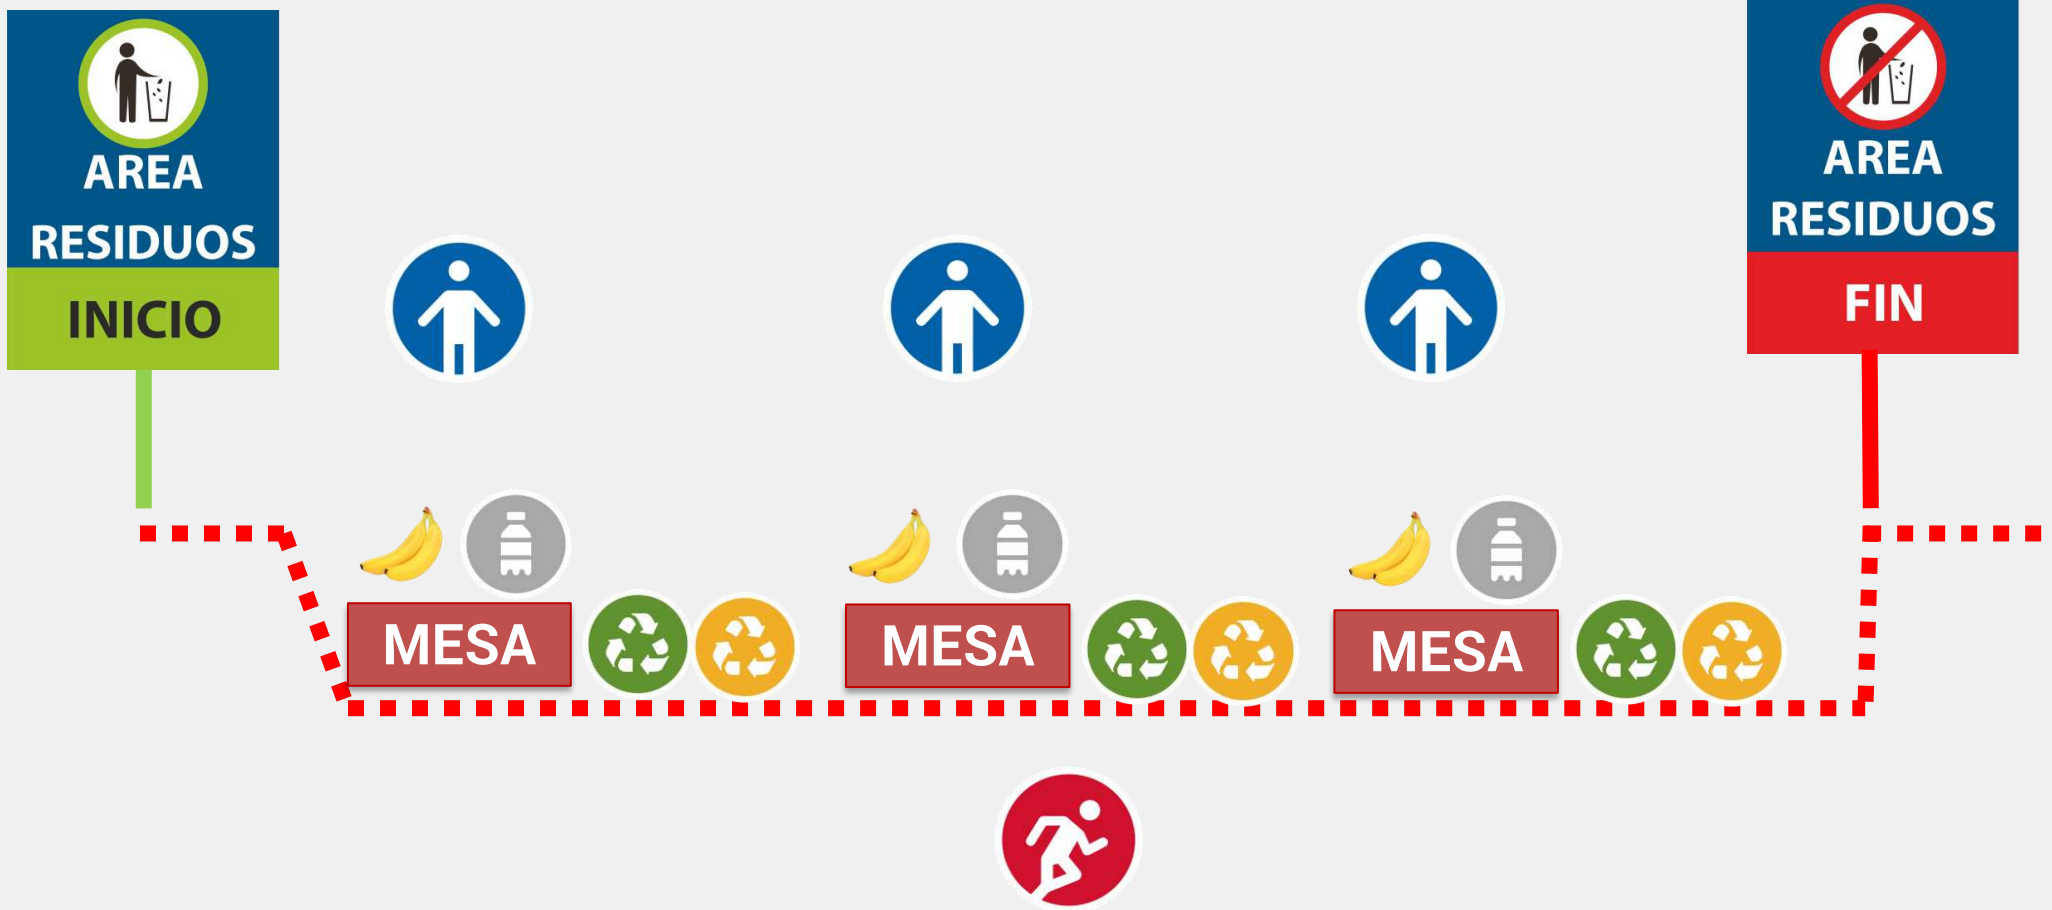 AREA
RESIDUOS
INICIO
AREA
RESIDUOS
FIN
MESA
MESA
MESA